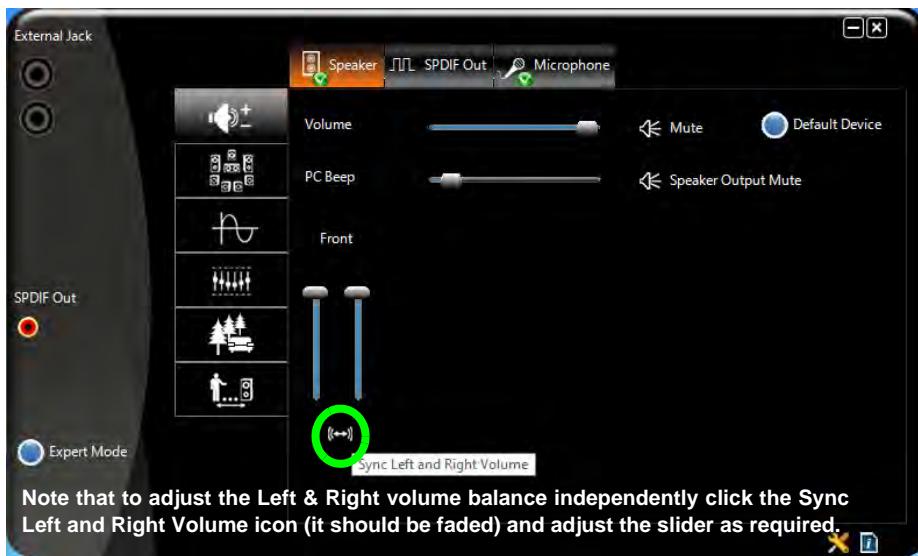 External Jack
Speaker SPDIF Out Microphone
Volume Mute Default Device
PC Beep Speaker Output Mute
Front
SPDIF Out
Expert Mode
Sync Left and Right Volume
Note that to adjust the Left & Right volume balance independently click the Sync
Left and Right Volume icon (it should be faded) and adjust the slider as required.